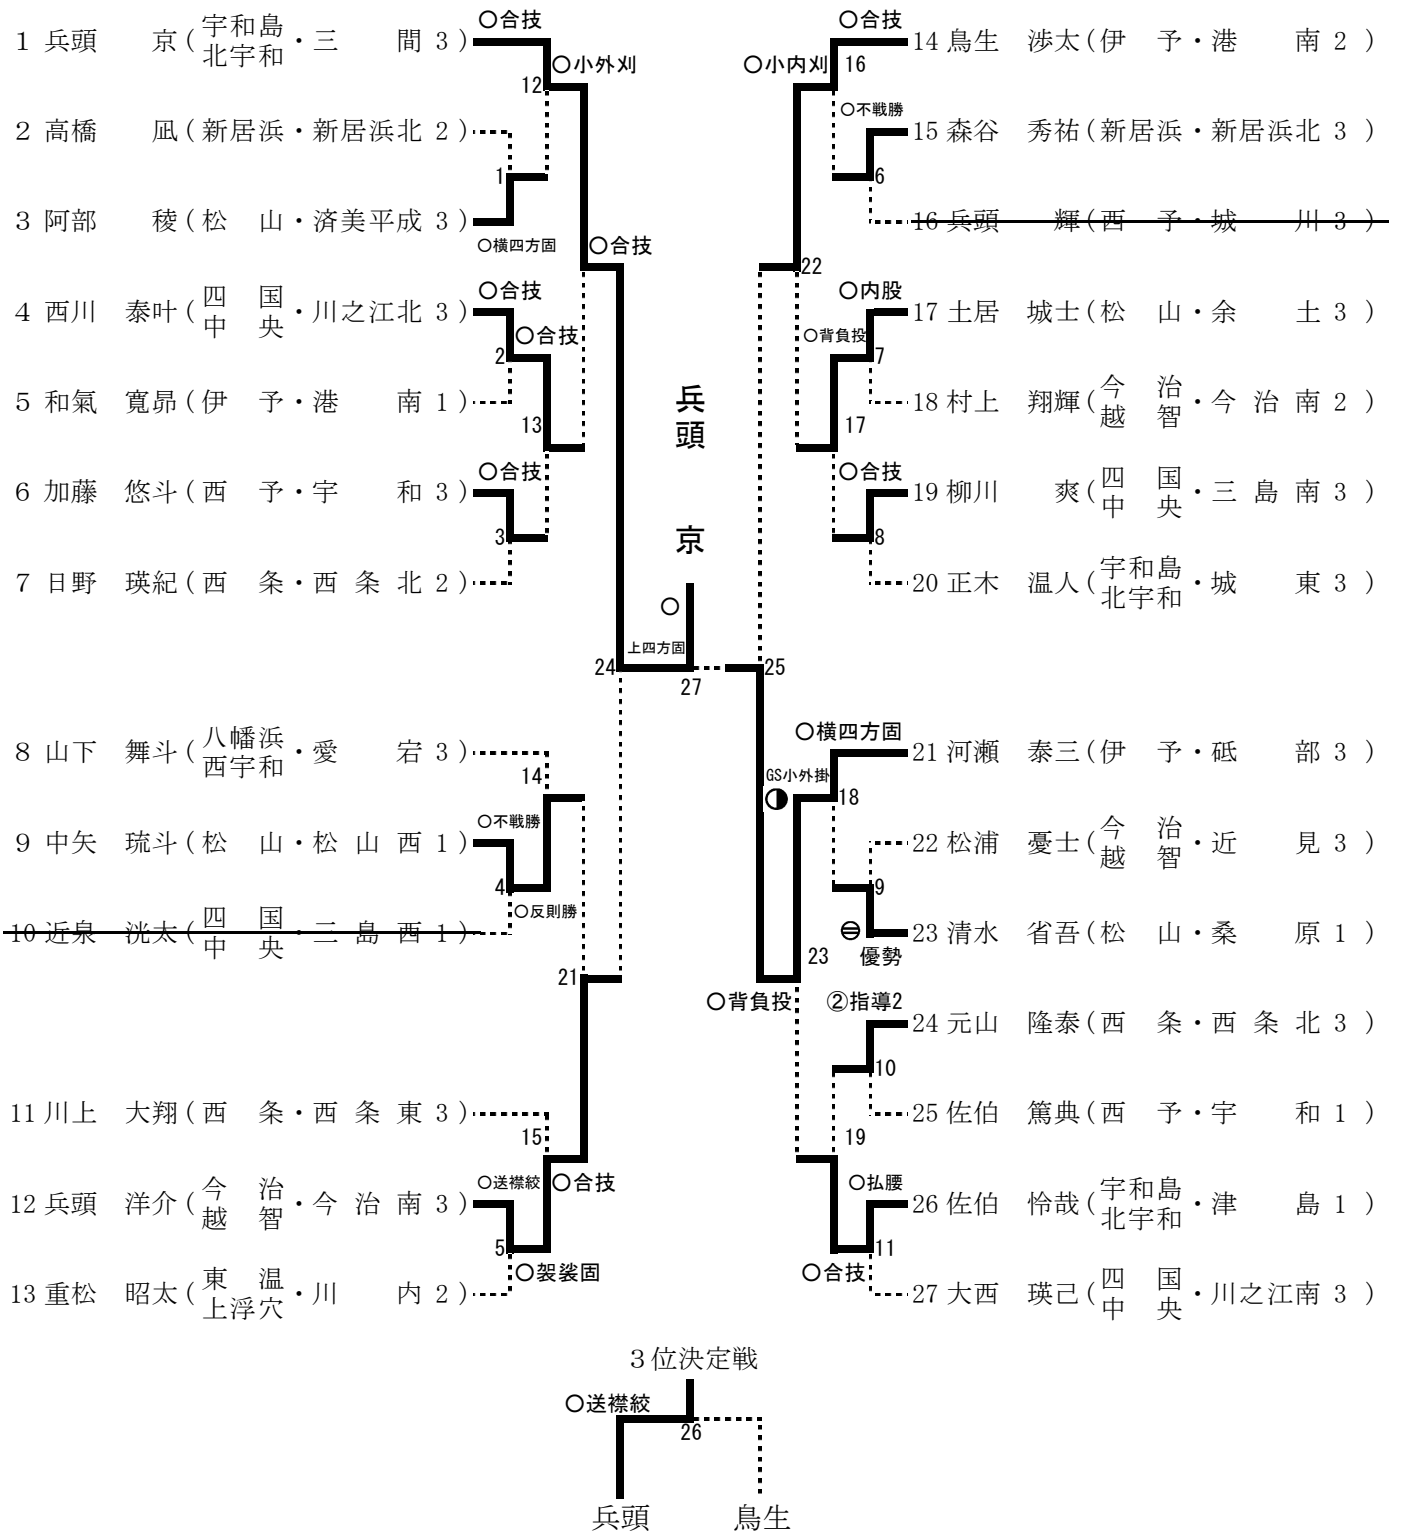 1 兵頭 京(宇和島北宇和・三間3)
○合技
12
○小外刈
2 高橋 凪(新居浜・新居浜北2)
1
3 阿部 稜(松山・済美平成3)
○横四方固
○合技
4 西川 泰叶(四国中央・川之江北3)
○合技
2
○合技
5 和氣 寛昴(伊予・港南1)
13
6 加藤 悠斗(西予・宇和3)
○合技
3
7 日野 瑛紀(西条・西条北2)
24
8 山下 舞斗(八幡浜西宇和・愛宕3)
14
9 中矢 琉斗(松山・松山西1)
○不戦勝
4
○反則勝
10 近泉 洸太(四国中央・三島西1)
21
11 川上 大翔(西条・西条東3)
15
12 兵頭 洋介(今治越智・今治南3)
○送襟絞
○合技
5
○袈裟固
13 重松 昭太(東温上浮穴・川内2)
兵頭 京
○
上四方固
27
○合技
14 鳥生 渉太(伊予・港南2)
○小内刈
16
○不戦勝
15 森谷 秀祐(新居浜・新居浜北3)
6
16 兵頭 輝(西予・城川3)
22
○内股
17 土居 城士(松山・余土3)
○背負投
7
18 村上 翔輝(今治越智・今治南2)
17
○合技
19 柳川 爽(四国中央・三島南3)
8
20 正木 温人(宇和島北宇和・城東3)
25
○横四方固
21 河瀬 泰三(伊予・砥部3)
GS小外掛
18
22 松浦 憂士(今治越智・近見3)
9
23 清水 省吾(松山・桑原1)
優勢
23
○背負投
②指導2
24 元山 隆泰(西条・西条北3)
10
25 佐伯 篤典(西予・宇和1)
19
○払腰
26 佐伯 怜哉(宇和島北宇和・津島1)
11
○合技
27 大西 瑛己(四国中央・川之江南3)
3位決定戦
○送襟絞
26
兵頭 鳥生